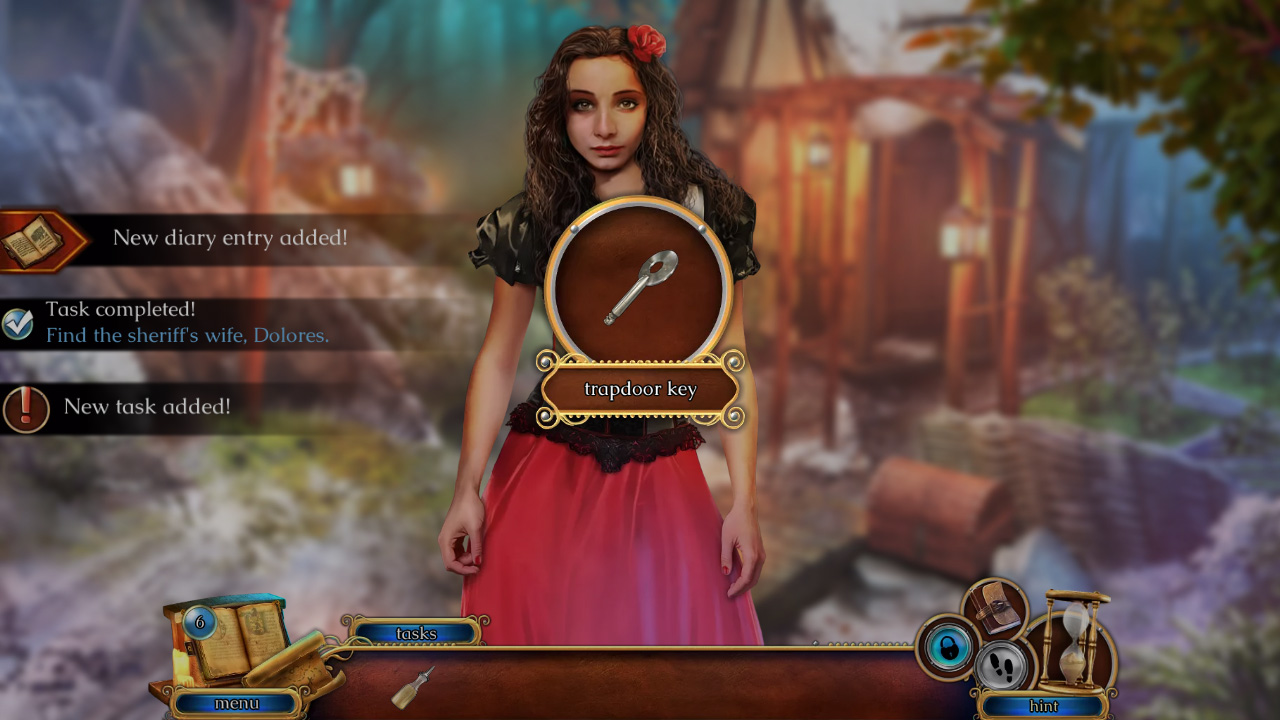 New diary entry added!
Task completed!
Find the sheriff's wife, Dolores.
trapdoor key
New task added!
6
tasks
menu
hint